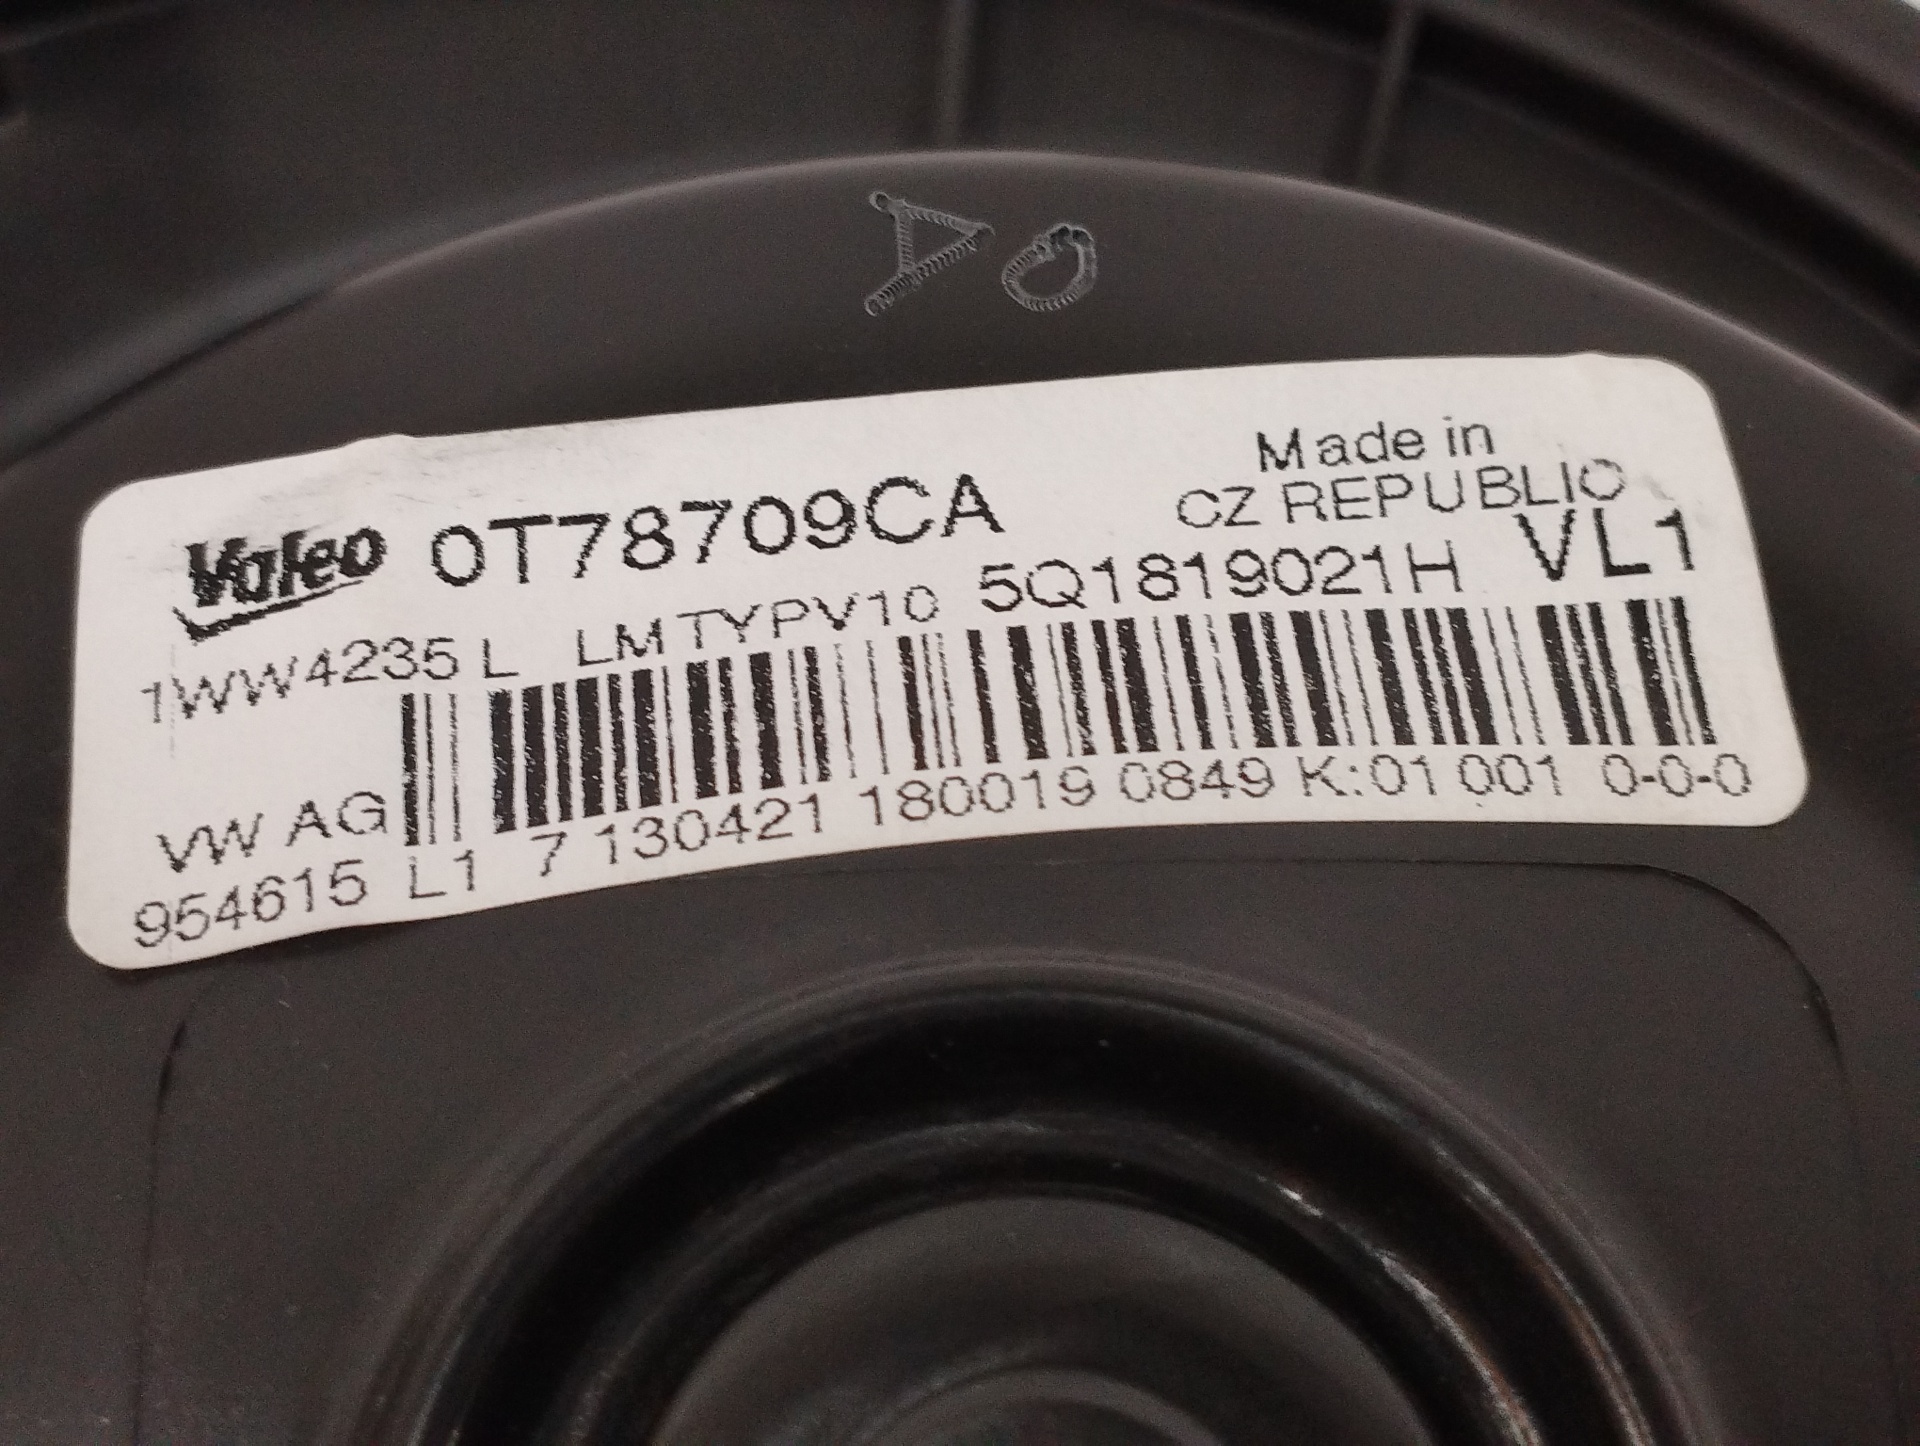 Valeo 0T78709CA
Made in
CZ REPUBLIC
1WW4235 L LM TYPV10 5Q1819021H VL1
VW AG
954615 L1 7 130421 180019 0849 K:01 001 0-0-0